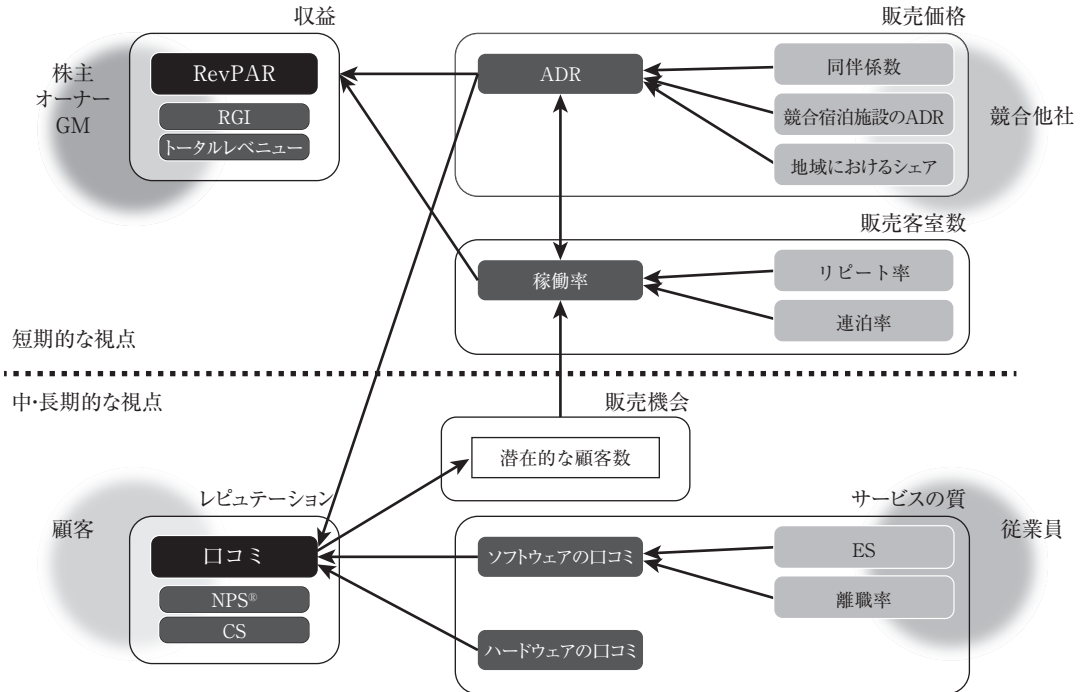 収益
株主
オーナー
GM
RevPAR
RGI
トータルレベニュー
販売価格
ADR
同伴係数
競合宿泊施設のADR
地域におけるシェア
競合他社
販売客室数
稼働率
リピート率
連泊率
短期的な視点
中・長期的な視点
販売機会
潜在的な顧客数
レピュテーション
顧客
口コミ
NPS®
CS
サービスの質
ソフトウェアの口コミ
ハードウェアの口コミ
ES
離職率
従業員